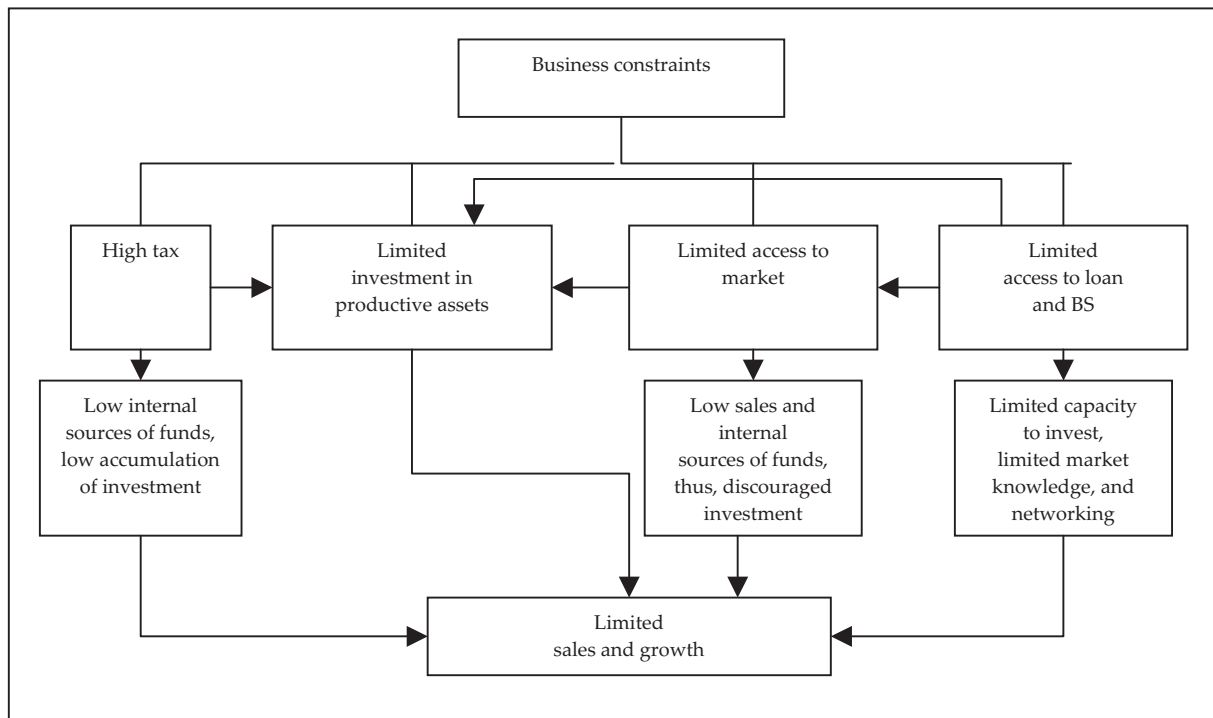 Business constraints
High tax
Limited
investment in
productive assets
Limited access to
market
Limited
access to loan
and BS
Low internal
sources of funds,
low accumulation
of investment
Low sales and
internal
sources of funds,
thus, discouraged
investment
Limited capacity
to invest,
limited market
knowledge, and
networking
Limited
sales and growth